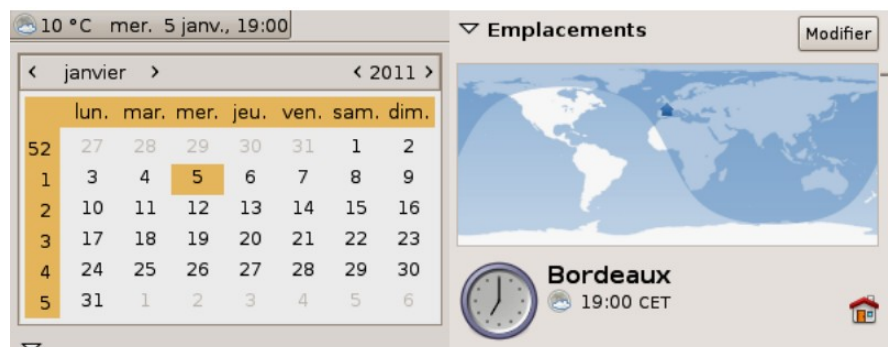 10 °C mer. 5 janv., 19:00
< janvier > < 2011 >
lun. mar. mer. jeu. ven. sam. dim.
52 27 28 29 30 31 1 2
1 3 4 5 6 7 8 9
2 10 11 12 13 14 15 16
3 17 18 19 20 21 22 23
4 24 25 26 27 28 29 30
5 31 1 2 3 4 5 6
Emplacements
Modifier
Bordeaux
19:00 CET